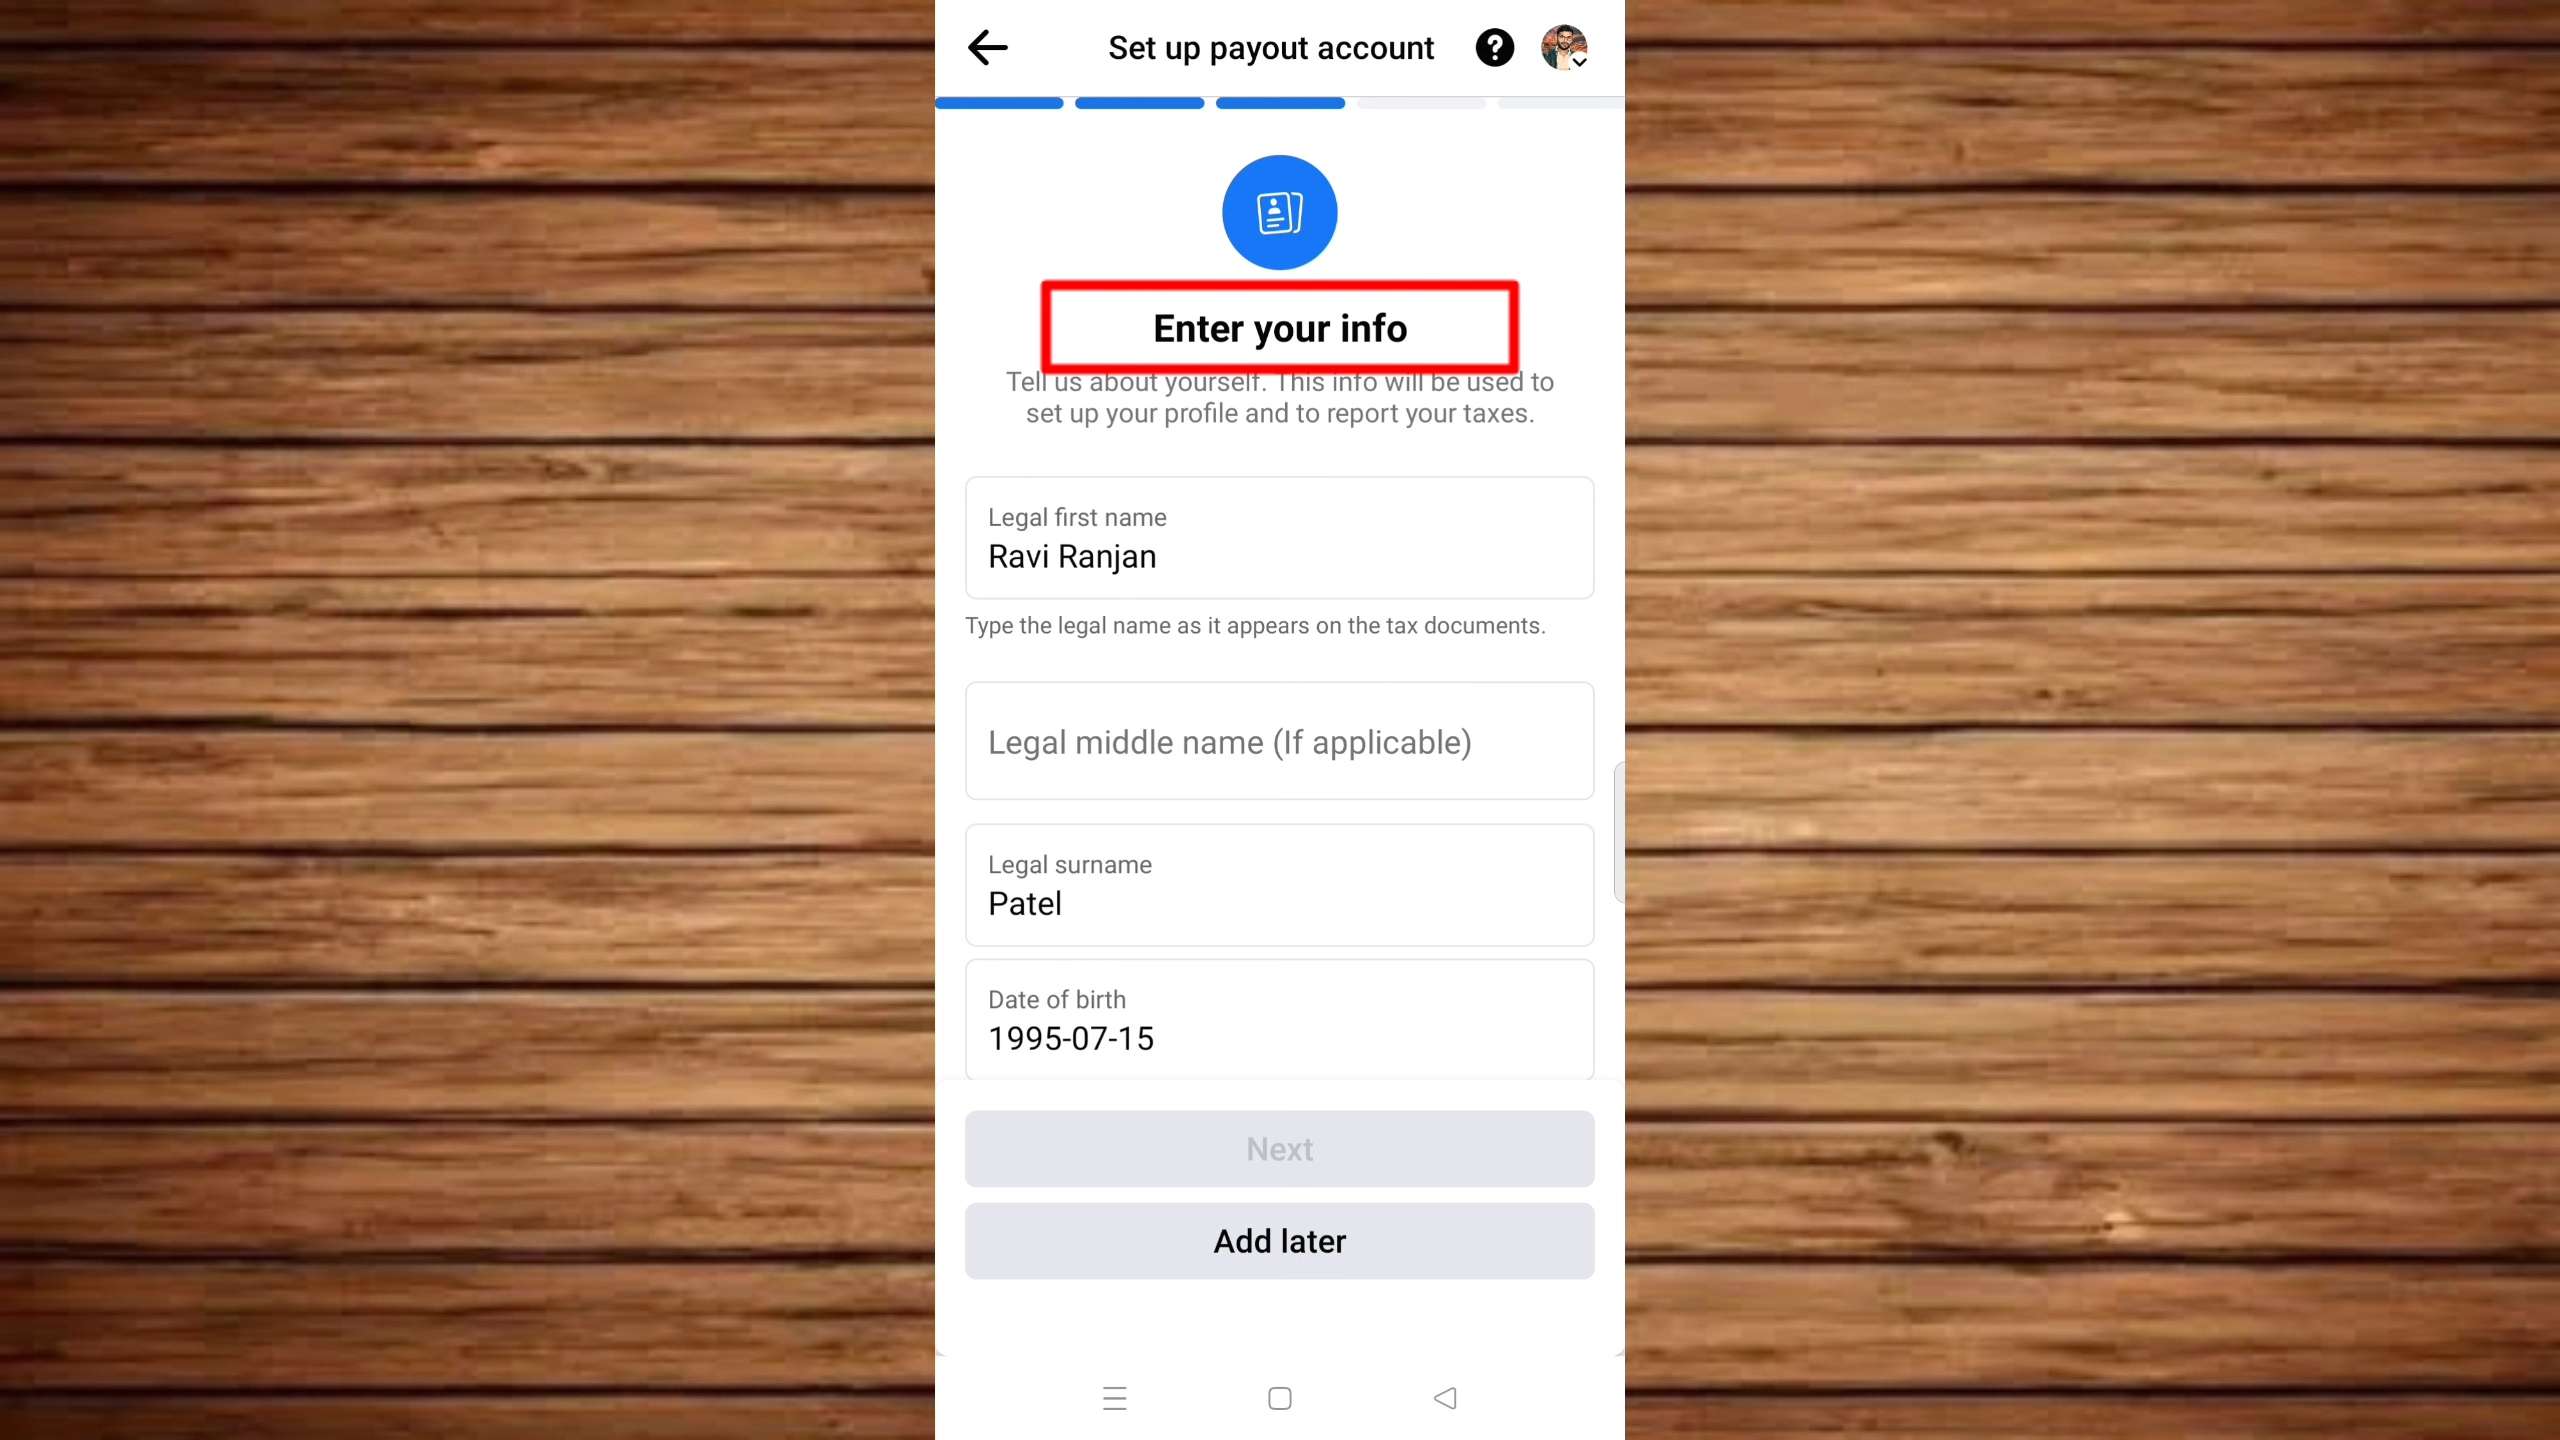 Set up payout account
Enter your info
Tell us about yourself. This info will be used to
set up your profile and to report your taxes.
Legal first name
Ravi Ranjan
Type the legal name as it appears on the tax documents.
Legal middle name (If applicable)
Legal surname
Patel
Date of birth
1995-07-15
Next
Add later